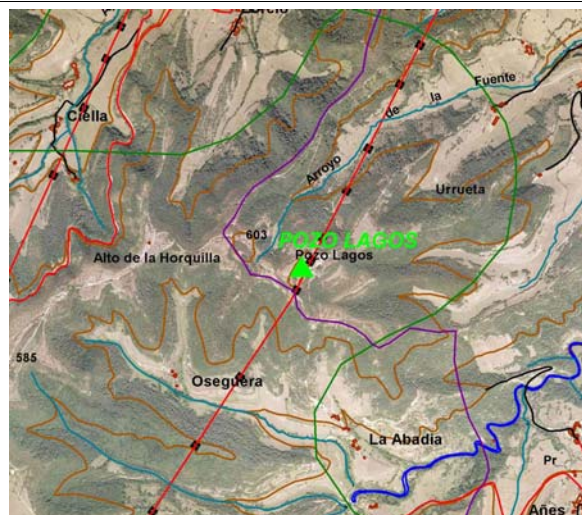 Ciella
Fuente
la
de
Arroyo
Urrueta
603
POZO LAGOS
Pozo Lagos
Alto de la Horquilla
585
Oseguera
La Abadia
Pr
Añes